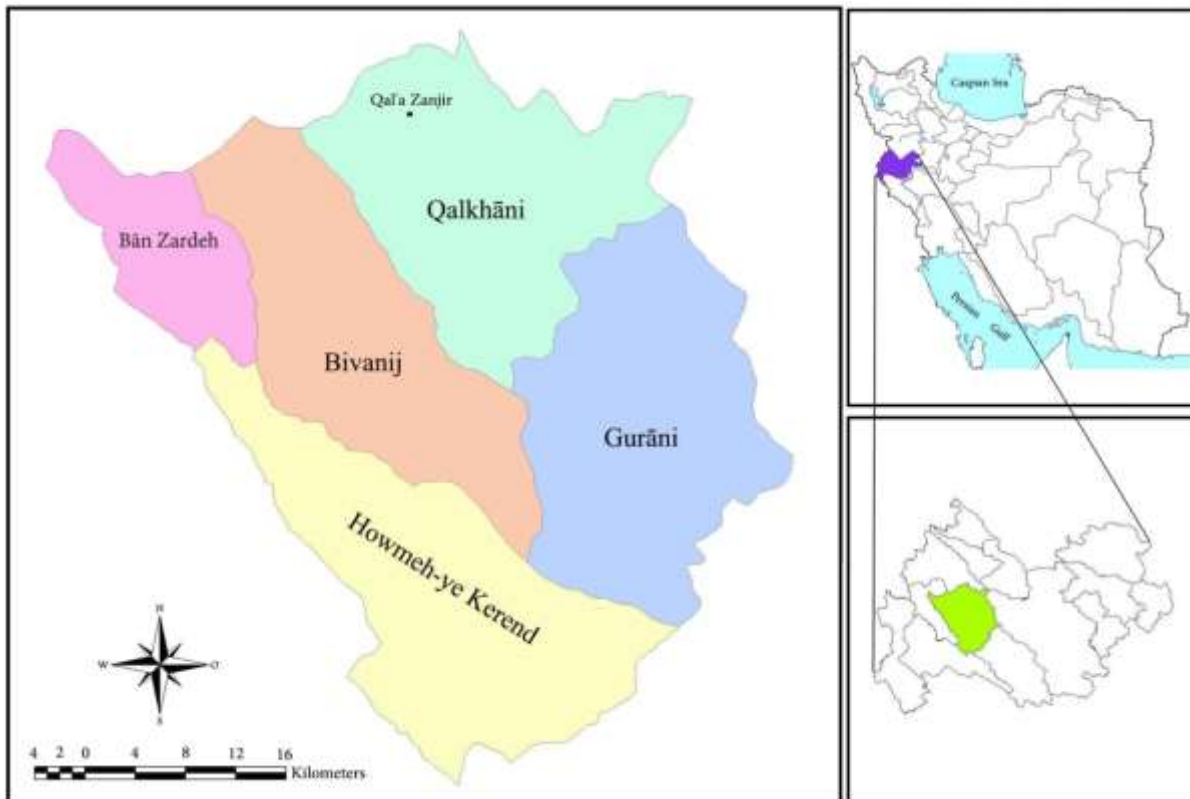 Qal'a Zanjir
Qalkhāni
Bān Zardeh
Bivanij
Gurāni
Howmeh-ye Kerend
N
W
O
S
4 2 0 4 8 12 16
Kilometers
Caspian Sea
Persian Gulf